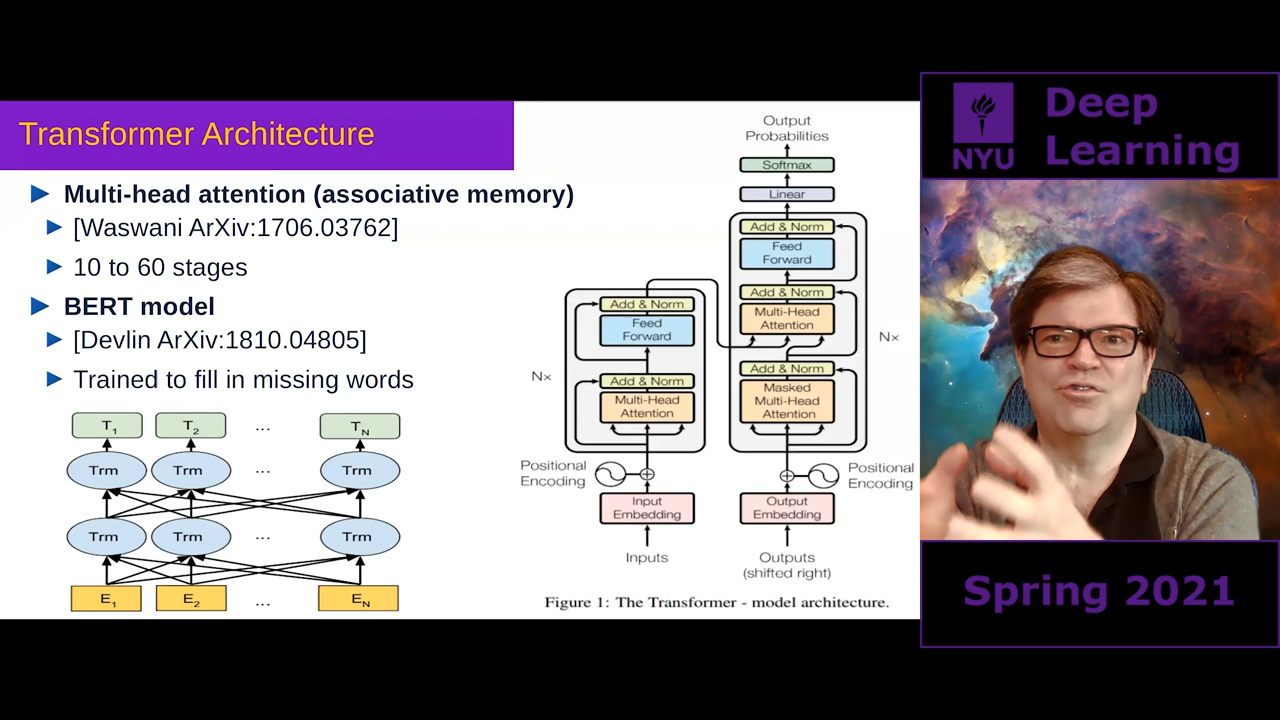 Transformer Architecture
Multi-head attention (associative memory)
[Waswani ArXiv:1706.03762]
10 to 60 stages
BERT model
[Devlin ArXiv:1810.04805]
Trained to fill in missing words
T1 T2 ... TN
Trm Trm ... Trm
Trm Trm ... Trm
E1 E2 ... EN
Output
Probabilities
Softmax
Linear
Add & Norm
Feed
Forward
Add & Norm
Multi-Head
Attention
Add & Norm
Masked
Multi-Head
Attention
N×
Add & Norm
Feed
Forward
Add & Norm
Multi-Head
Attention
N×
Positional
Encoding
Positional
Encoding
Input
Embedding
Output
Embedding
Inputs
Outputs
(shifted right)
Figure 1: The Transformer - model architecture.
NYU
Deep
Learning
Spring 2021